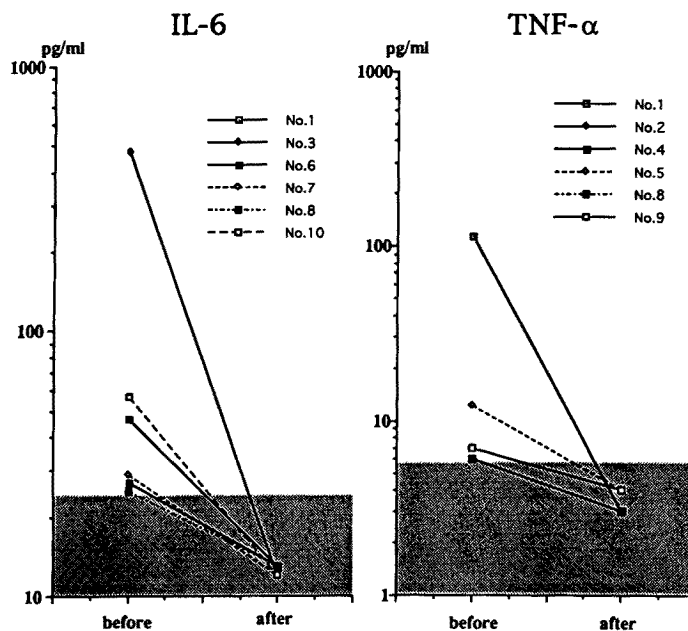 IL-6
pg/ml
1000
100
10
No.1
No.3
No.6
No.7
No.8
No.10
before
after
TNF-α
pg/ml
1000
100
10
1
No.1
No.2
No.4
No.5
No.8
No.9
before
after